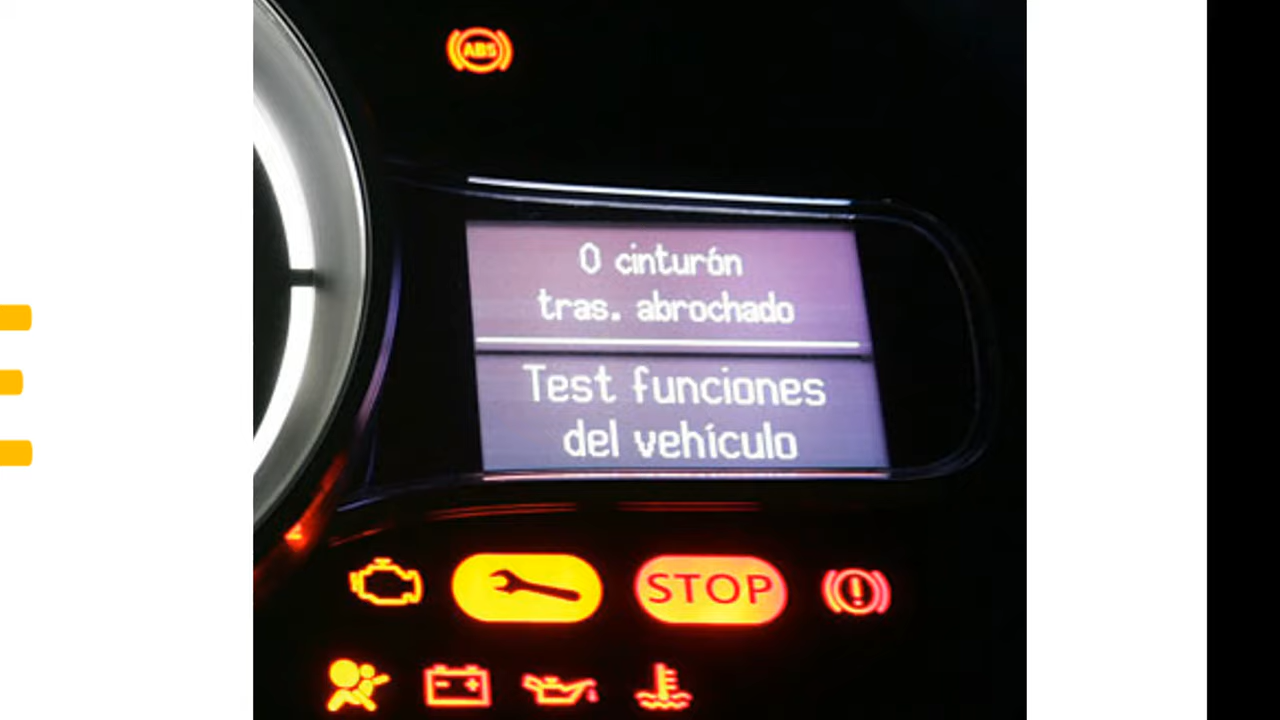 ABS
0 cinturón
tras. abrochado
Test funciones
del vehículo
STOP